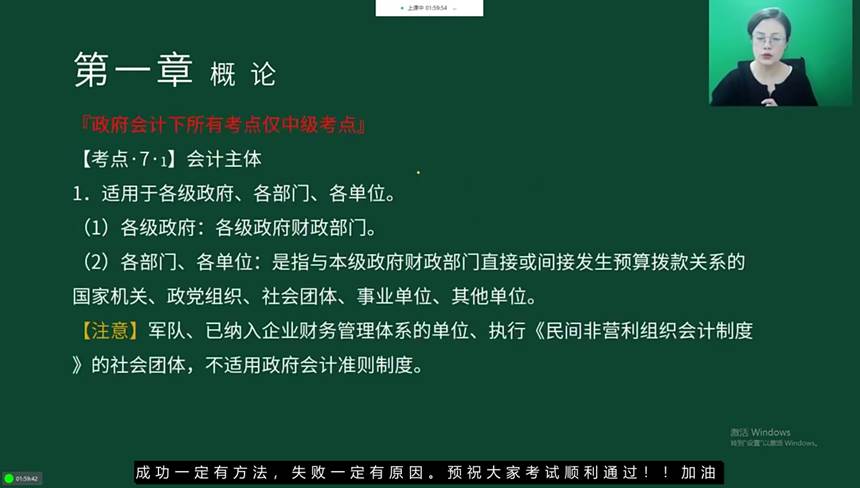 上课中 01:59:54
第一章 概 论
『政府会计下所有考点仅中级考点』
【考点·7·1】会计主体
1．适用于各级政府、各部门、各单位。
（1）各级政府：各级政府财政部门。
（2）各部门、各单位：是指与本级政府财政部门直接或间接发生预算拨款关系的
国家机关、政党组织、社会团体、事业单位、其他单位。
【注意】军队、已纳入企业财务管理体系的单位、执行《民间非营利组织会计制度
》的社会团体，不适用政府会计准则制度。
激活 Windows
转到"设置"以激活 Windows。
01:59:42
成功一定有方法，失败一定有原因。预祝大家考试顺利通过！！加油